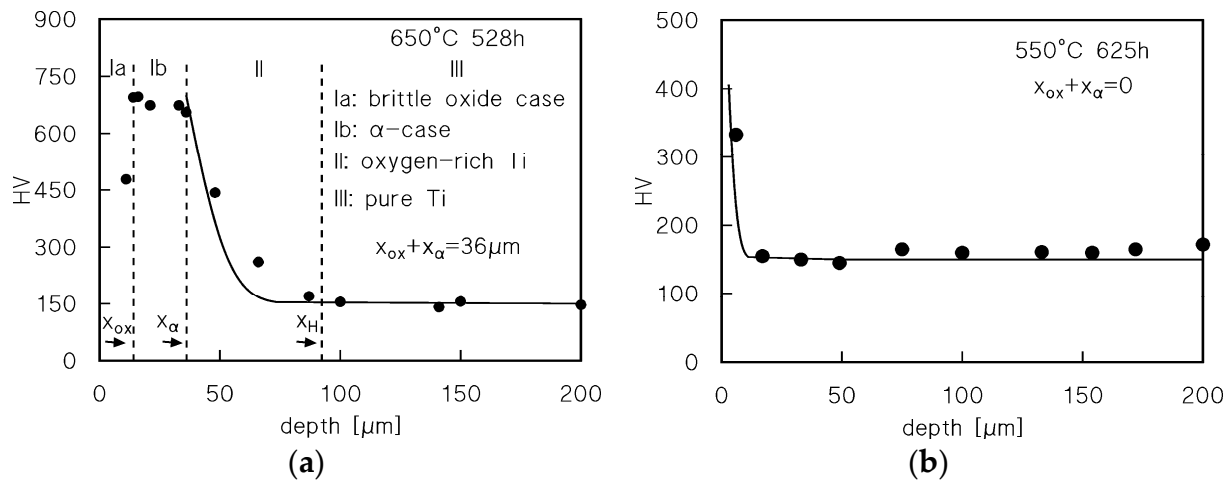 900
750
600
450
300
150
0
HV
650°C 528h
Ia Ib II III
Ia: brittle oxide case
Ib: α-case
II: oxygen-rich Ti
III: pure Ti
xox+xα=36μm
xox xα xH
0 50 100 150 200
depth [μm]
(a)
500
400
300
200
100
0
HV
550°C 625h
xox+xα=0
0 50 100 150 200
depth [μm]
(b)